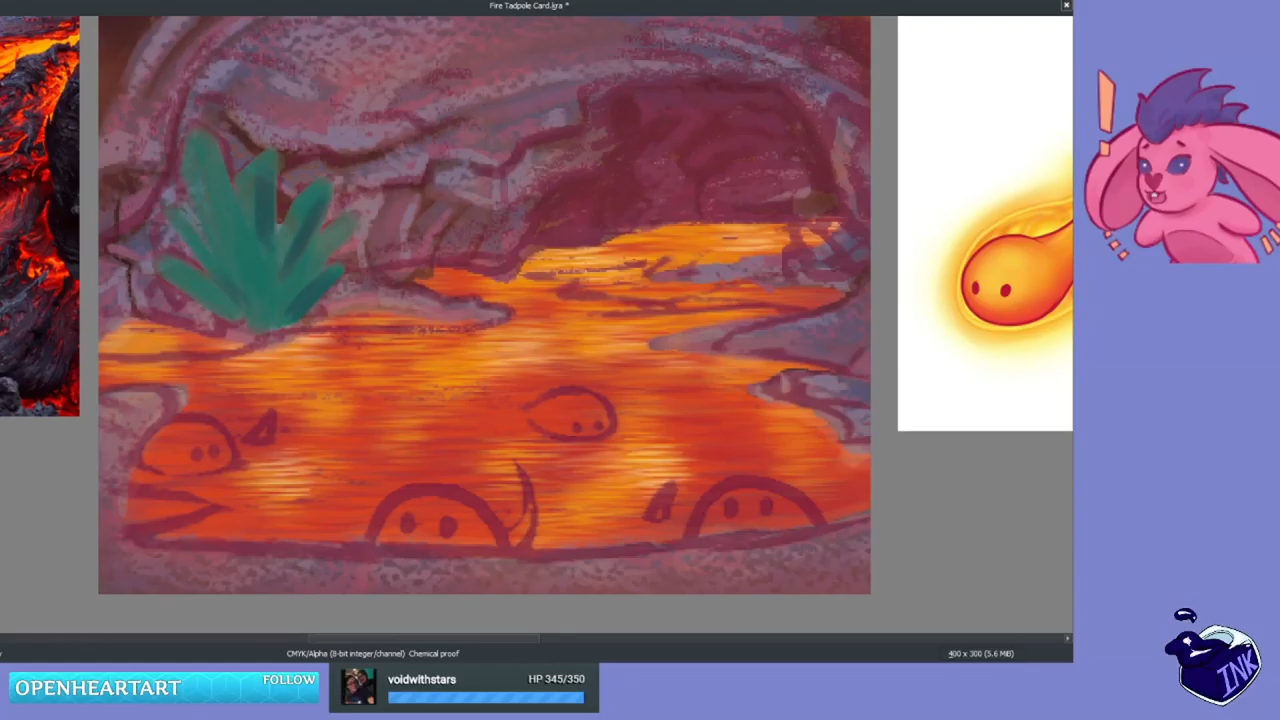 Fire Tadpole Card.kra *
CMYK/Alpha (8-bit integer/channel) Chemical proof
400 x 300 (5.6 MiB)
OPENHEARTART
FOLLOW
voidwithstars
HP 345/350
INK